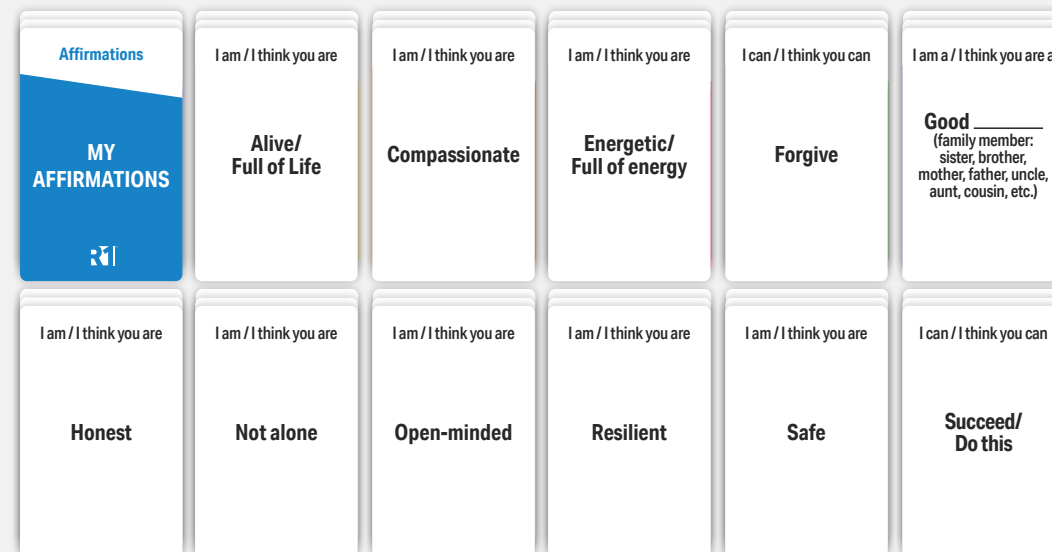 Affirmations
MY
AFFIRMATIONS
R1
I am / I think you are
Alive/
Full of Life
I am / I think you are
Compassionate
I am / I think you are
Energetic/
Full of energy
I can / I think you can
Forgive
I am a / I think you are a
Good ________
(family member:
sister, brother,
mother, father, uncle,
aunt, cousin, etc.)
I am / I think you are
Honest
I am / I think you are
Not alone
I am / I think you are
Open-minded
I am / I think you are
Resilient
I am / I think you are
Safe
I can / I think you can
Succeed/
Do this